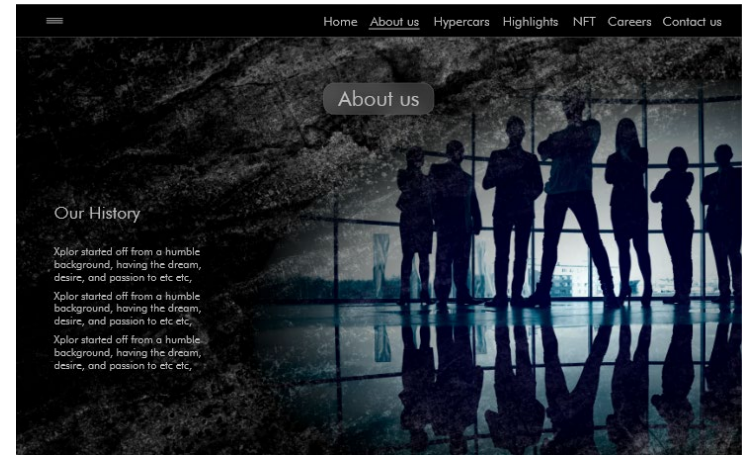 Home About us Hypercars Highlights NFT Careers Contact us
About us
Our History
Xplor started off from a humble
background, having the dream,
desire, and passion to etc etc,
Xplor started off from a humble
background, having the dream,
desire, and passion to etc etc,
Xplor started off from a humble
background, having the dream,
desire, and passion to etc etc,